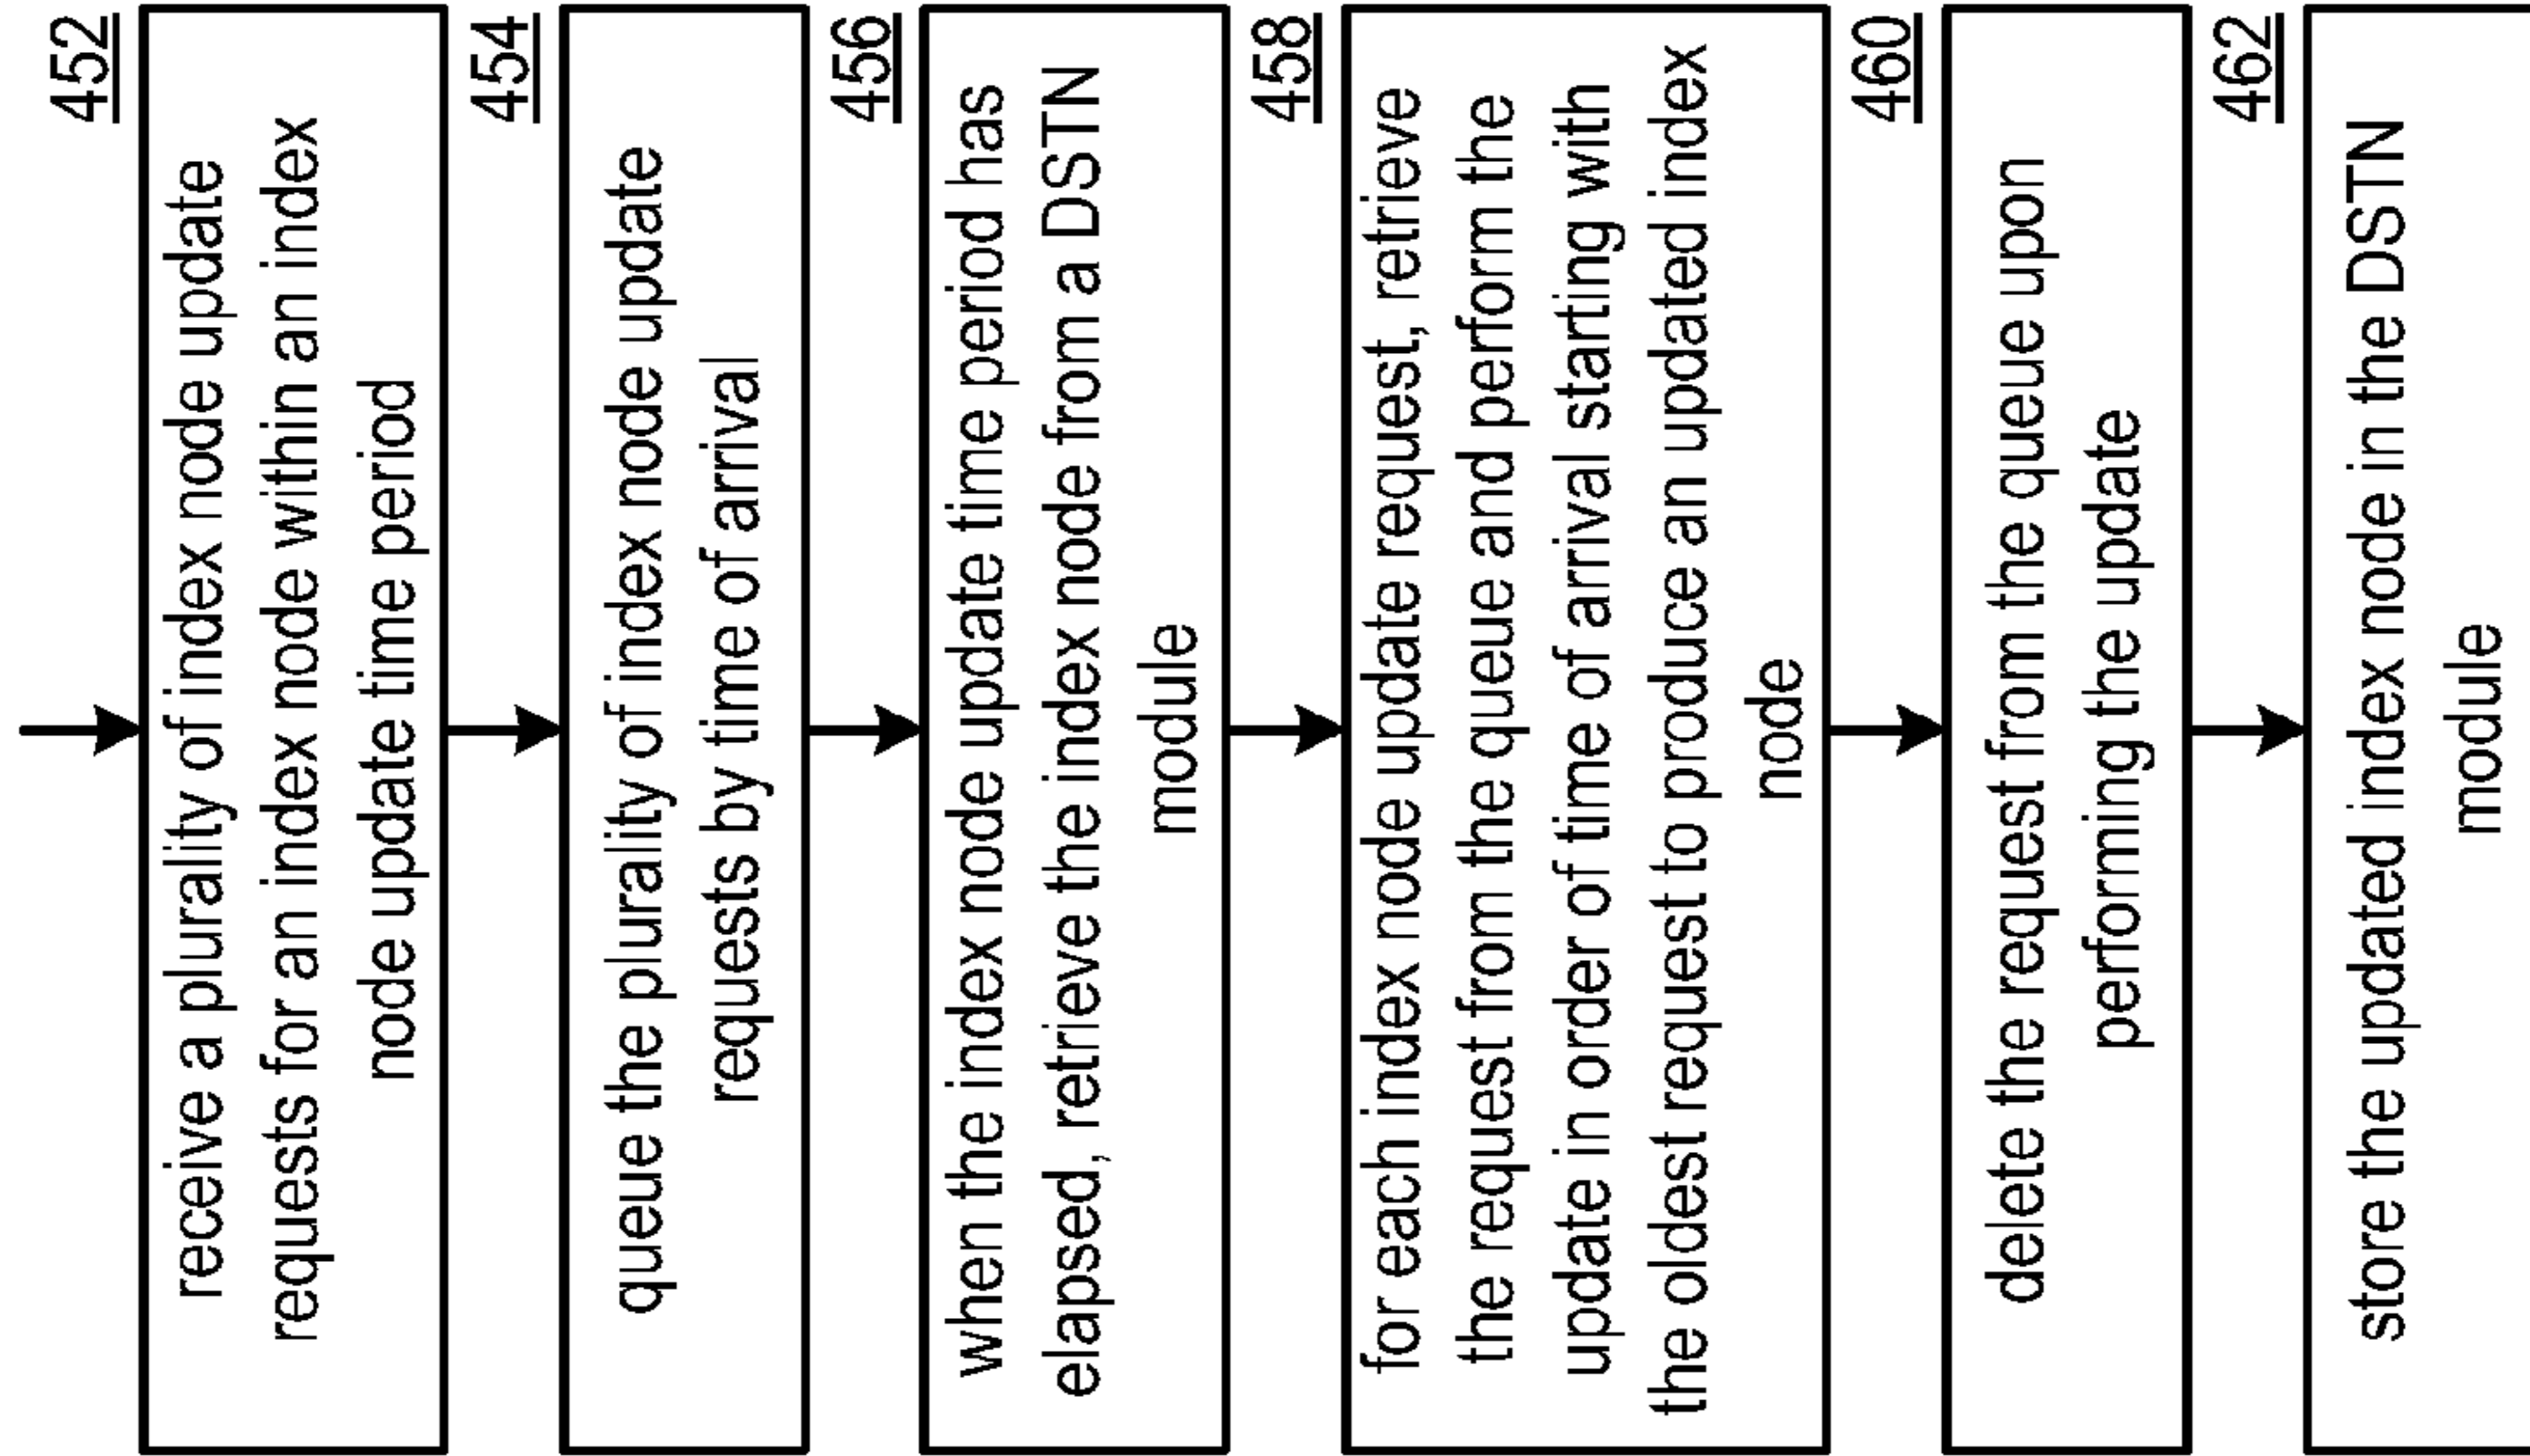 452
receive a plurality of index node update
requests for an index node within an index
node update time period
454
queue the plurality of index node update
requests by time of arrival
456
when the index node update time period has
elapsed, retrieve the index node from a DSTN
module
458
for each index node update request, retrieve
the request from the queue and perform the
update in order of time of arrival starting with
the oldest request to produce an updated index
node
460
delete the request from the queue upon
performing the update
462
store the updated index node in the DSTN
module